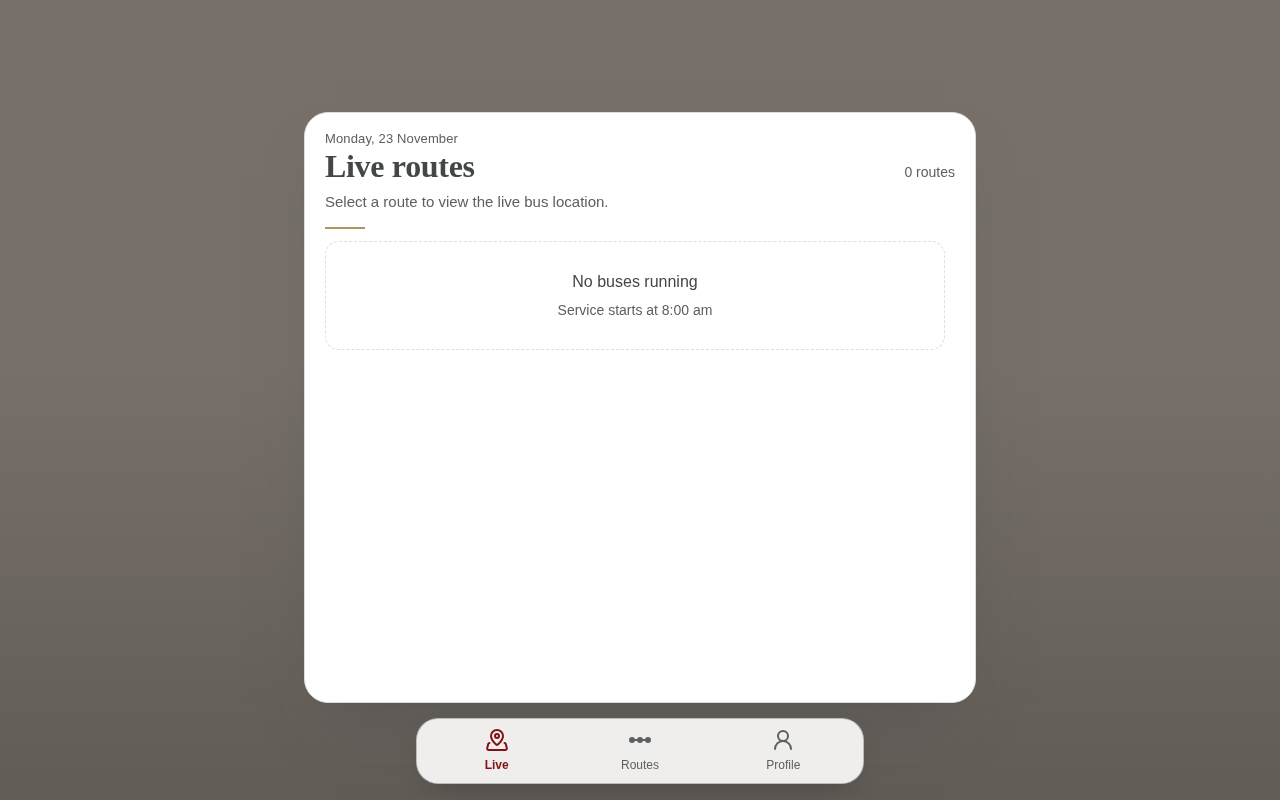 Monday, 23 November
Live routes
0 routes
Select a route to view the live bus location.
No buses running
Service starts at 8:00 am
Live
Routes
Profile